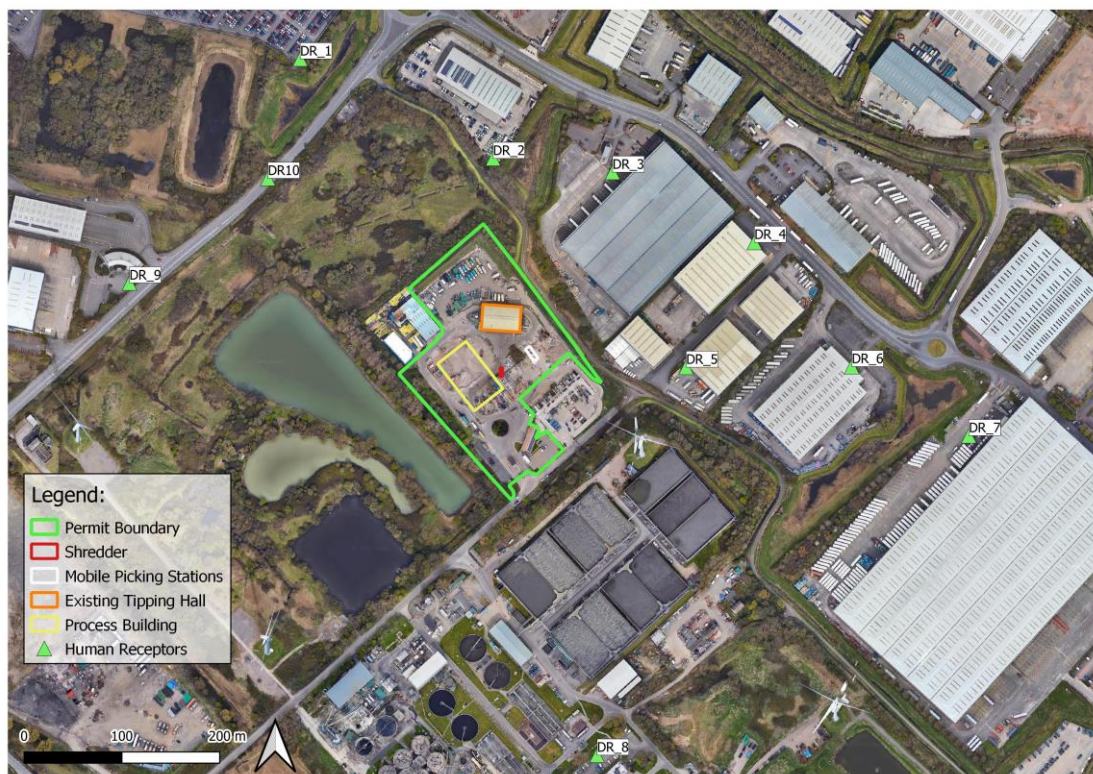 DR_1
DR_2
DR_3
DR10
DR_4
DR_9
DR_5
DR_6
DR_7
Legend:
Permit Boundary
Shredder
Mobile Picking Stations
Existing Tipping Hall
Process Building
Human Receptors
0 100 200 m
DR_8